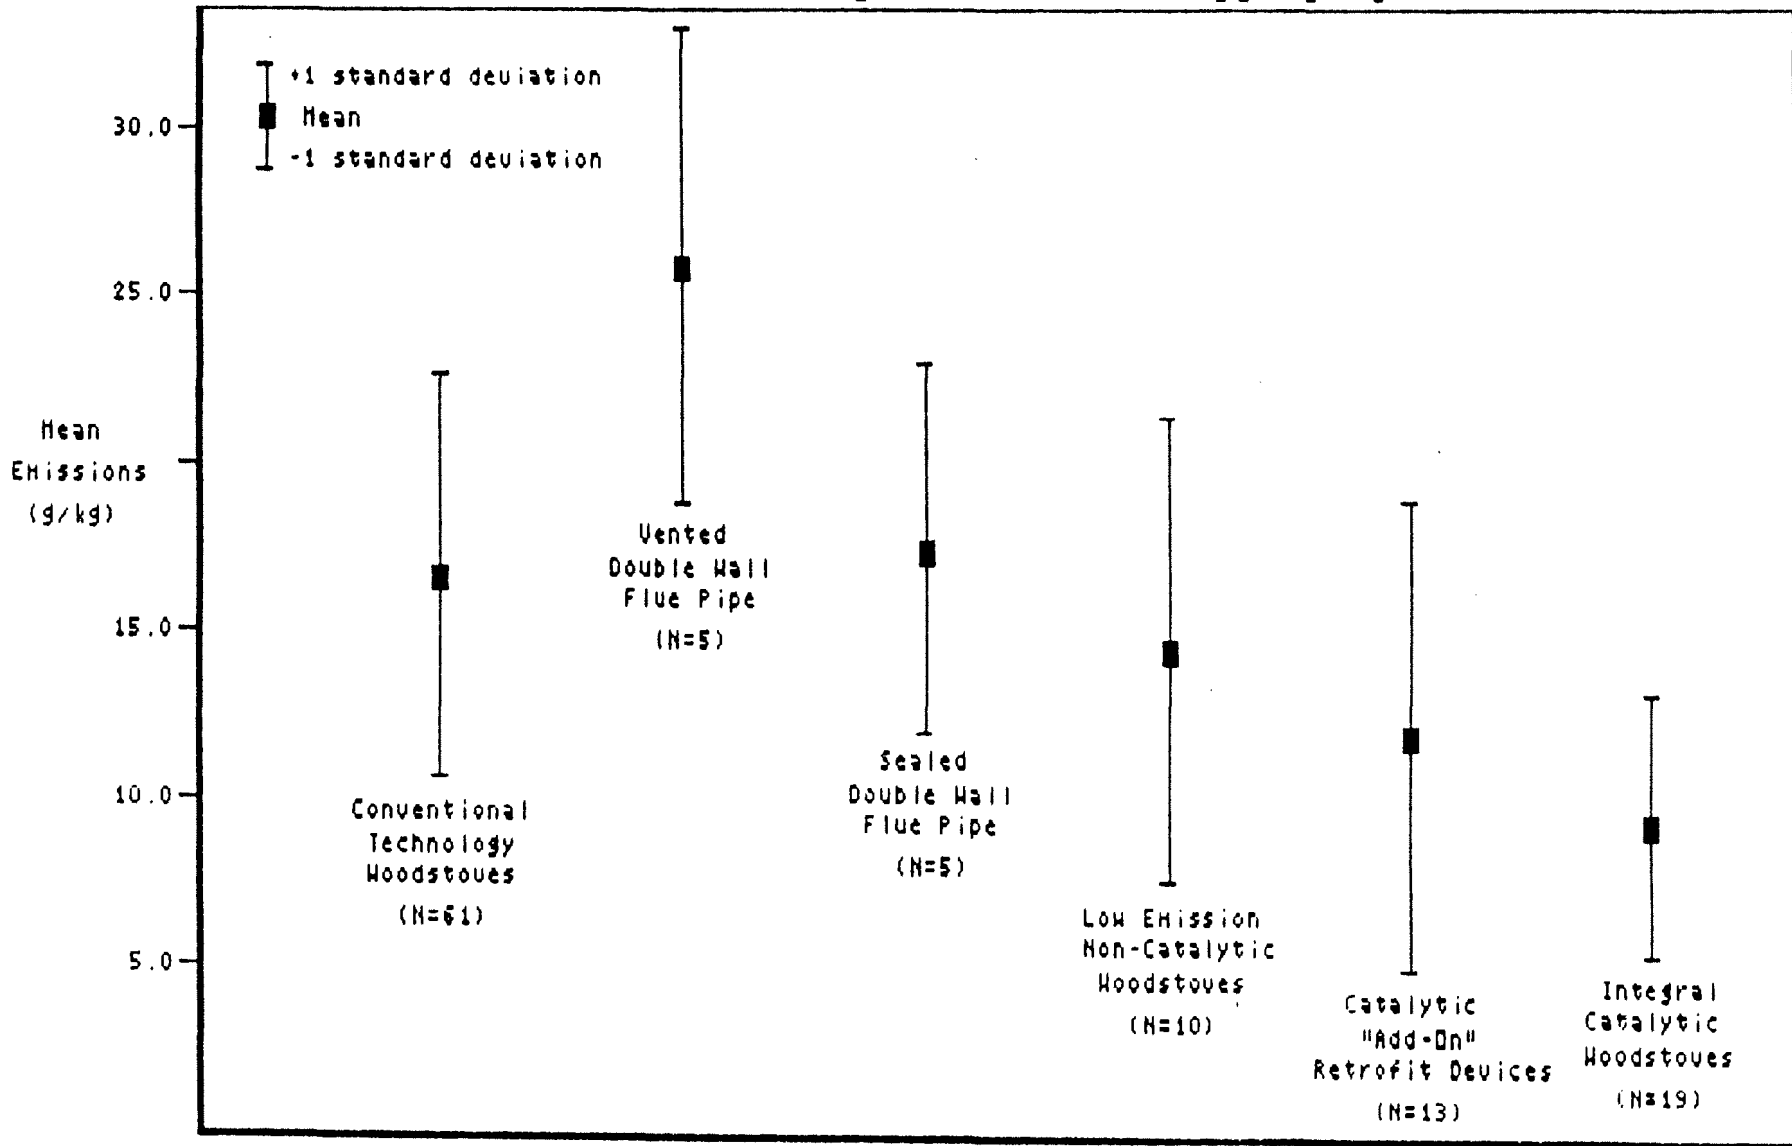 +1 standard deviation
Mean
-1 standard deviation
30.0
25.0
15.0
10.0
5.0
Mean
Emissions
(g/kg)
Conventional
Technology
Woodstoves
(N=61)
Vented
Double Wall
Flue Pipe
(N=5)
Sealed
Double Wall
Flue Pipe
(N=5)
Low Emission
Non-Catalytic
Woodstoves
(N=10)
Catalytic
"Add-On"
Retrofit Devices
(N=13)
Integral
Catalytic
Woodstoves
(N=19)